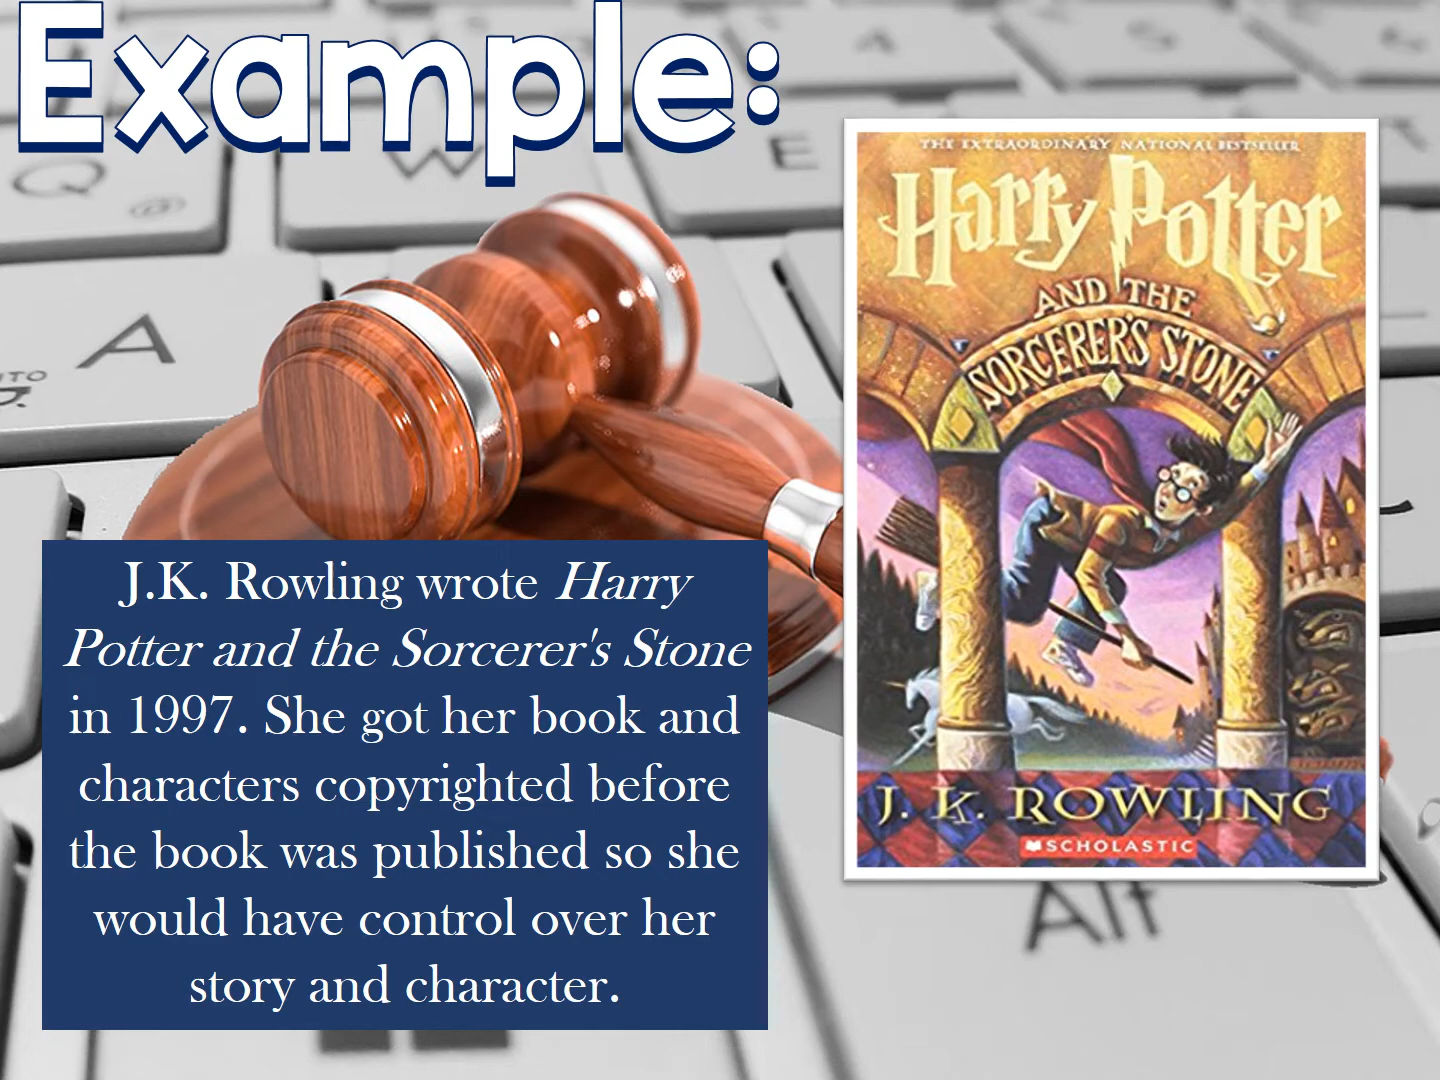 Example:
THE EXTRAORDINARY NATIONAL BESTSELLER
Harry Potter
AND THE
SORCERER'S STONE
J. K. ROWLING
SCHOLASTIC
J.K. Rowling wrote Harry
Potter and the Sorcerer's Stone
in 1997. She got her book and
characters copyrighted before
the book was published so she
would have control over her
story and character.
Q
@
W
E
A
Alt